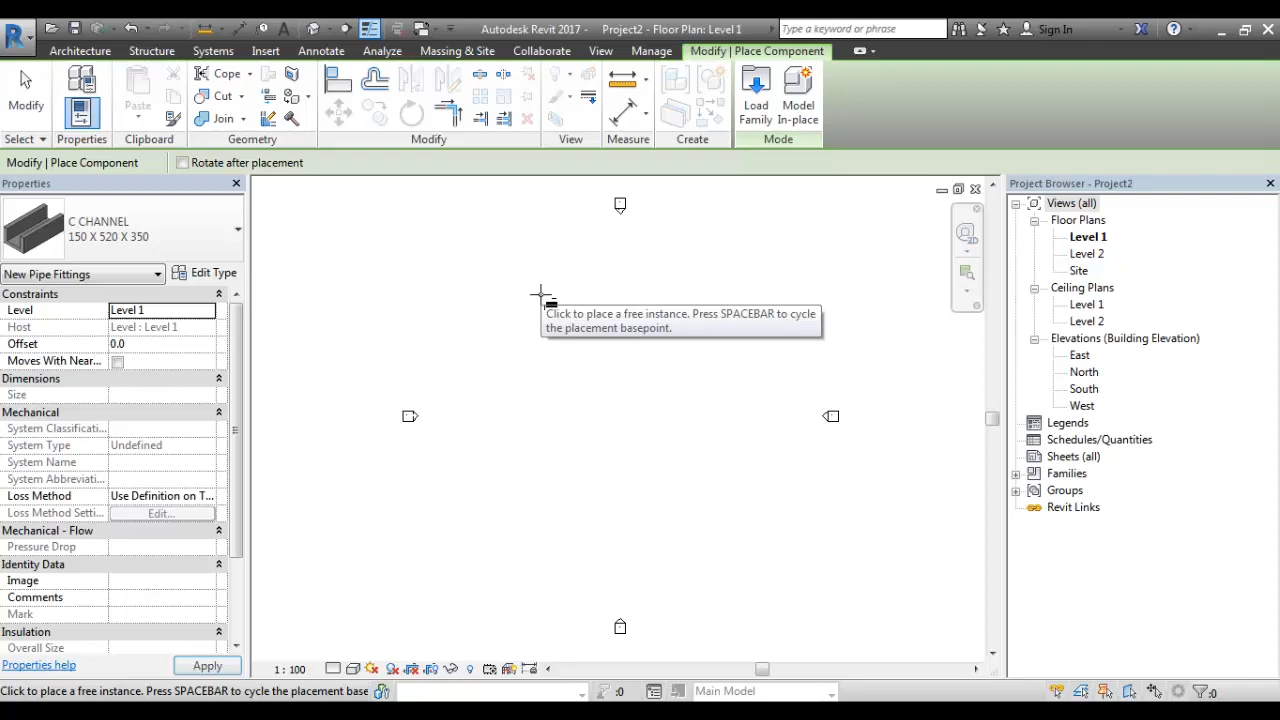 Autodesk Revit 2017 - Project2 - Floor Plan: Level 1
Type a keyword or phrase
Sign In
Architecture Structure Systems Insert Annotate Analyze Massing & Site Collaborate View Manage Modify | Place Component
Modify
Paste
Cope
Cut
Join
Load Family
Model In-place
Select Properties Clipboard Geometry Modify View Measure Create Mode
Modify | Place Component Rotate after placement
Properties
C CHANNEL
150 X 520 X 350
New Pipe Fittings Edit Type
Constraints
Level Level 1
Host Level : Level 1
Offset 0.0
Moves With Near...
Dimensions
Size
Mechanical
System Classificati...
System Type Undefined
System Name
System Abbreviati...
Loss Method Use Definition on T...
Loss Method Setti... Edit...
Mechanical - Flow
Pressure Drop
Identity Data
Image
Comments
Mark
Insulation
Overall Size
Properties help Apply
2D
Click to place a free instance. Press SPACEBAR to cycle
the placement basepoint.
1 : 100
Project Browser - Project2
Views (all)
Floor Plans
Level 1
Level 2
Site
Ceiling Plans
Level 1
Level 2
Elevations (Building Elevation)
East
North
South
West
Legends
Schedules/Quantities
Sheets (all)
Families
Groups
Revit Links
Click to place a free instance. Press SPACEBAR to cycle the placement base :0 Main Model :0